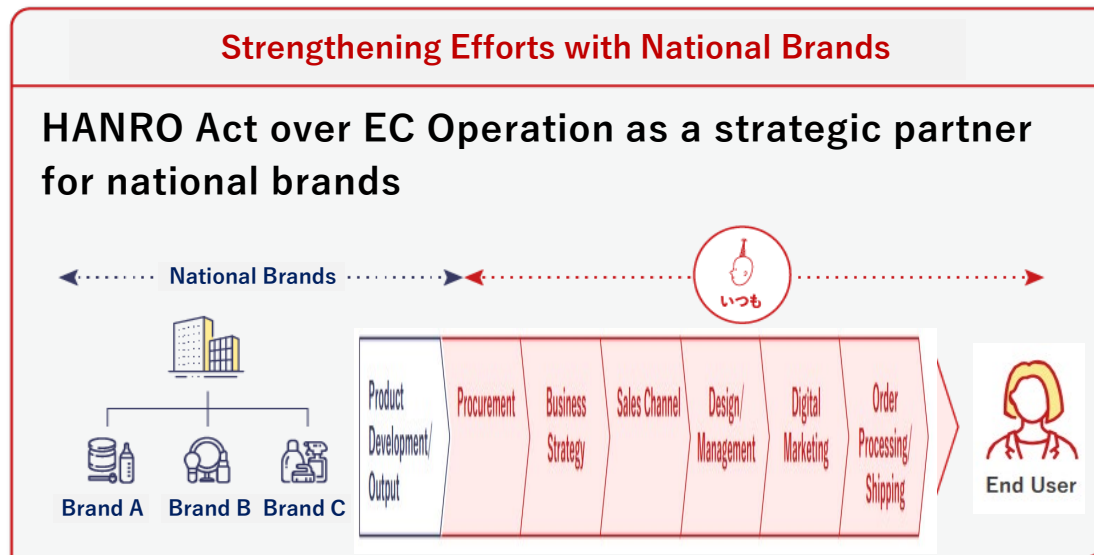 Strengthening Efforts with National Brands
HANRO Act over EC Operation as a strategic partner
for national brands
National Brands
いつも
Brand A
Brand B
Brand C
Product
Development/
Output
Procurement
Business
Strategy
Sales Channel
Design/
Management
Digital
Marketing
Order
Processing/
Shipping
End User